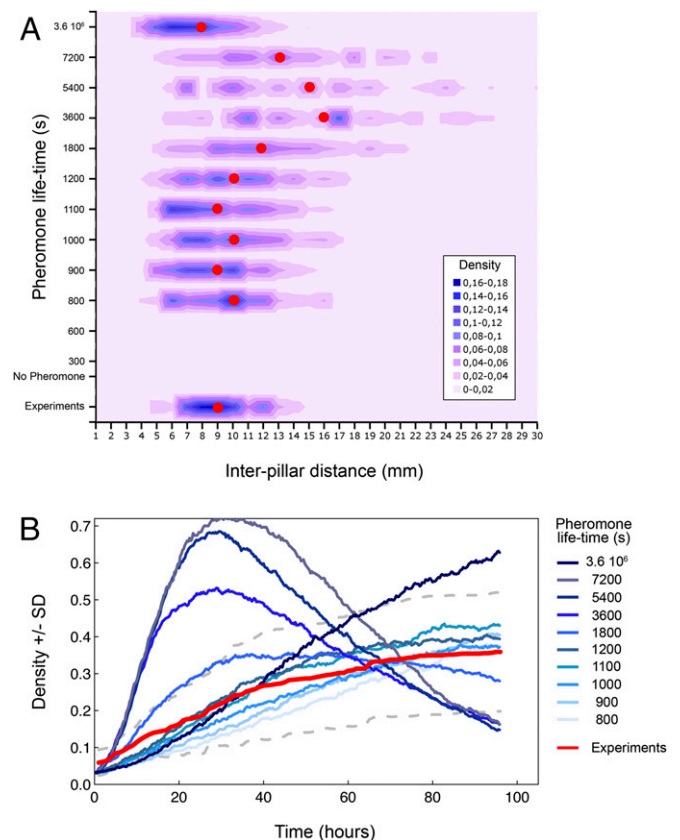 A
Pheromone life-time (s)
3.6 10⁶
7200
5400
3600
1800
1200
1100
1000
900
800
600
300
No Pheromone
Experiments
Density
0,16-0,18
0,14-0,16
0,12-0,14
0,1-0,12
0,08-0,1
0,06-0,08
0,04-0,06
0,02-0,04
0-0,02
1 2 3 4 5 6 7 8 9 10 11 12 13 14 15 16 17 18 19 20 21 22 23 24 25 26 27 28 29 30
Inter-pillar distance (mm)
B
Density +/- SD
0.7
0.6
0.5
0.4
0.3
0.2
0.1
0.0
0 20 40 60 80 100
Time (hours)
Pheromone
life-time (s)
3.6 10⁶
7200
5400
3600
1800
1200
1100
1000
900
800
Experiments